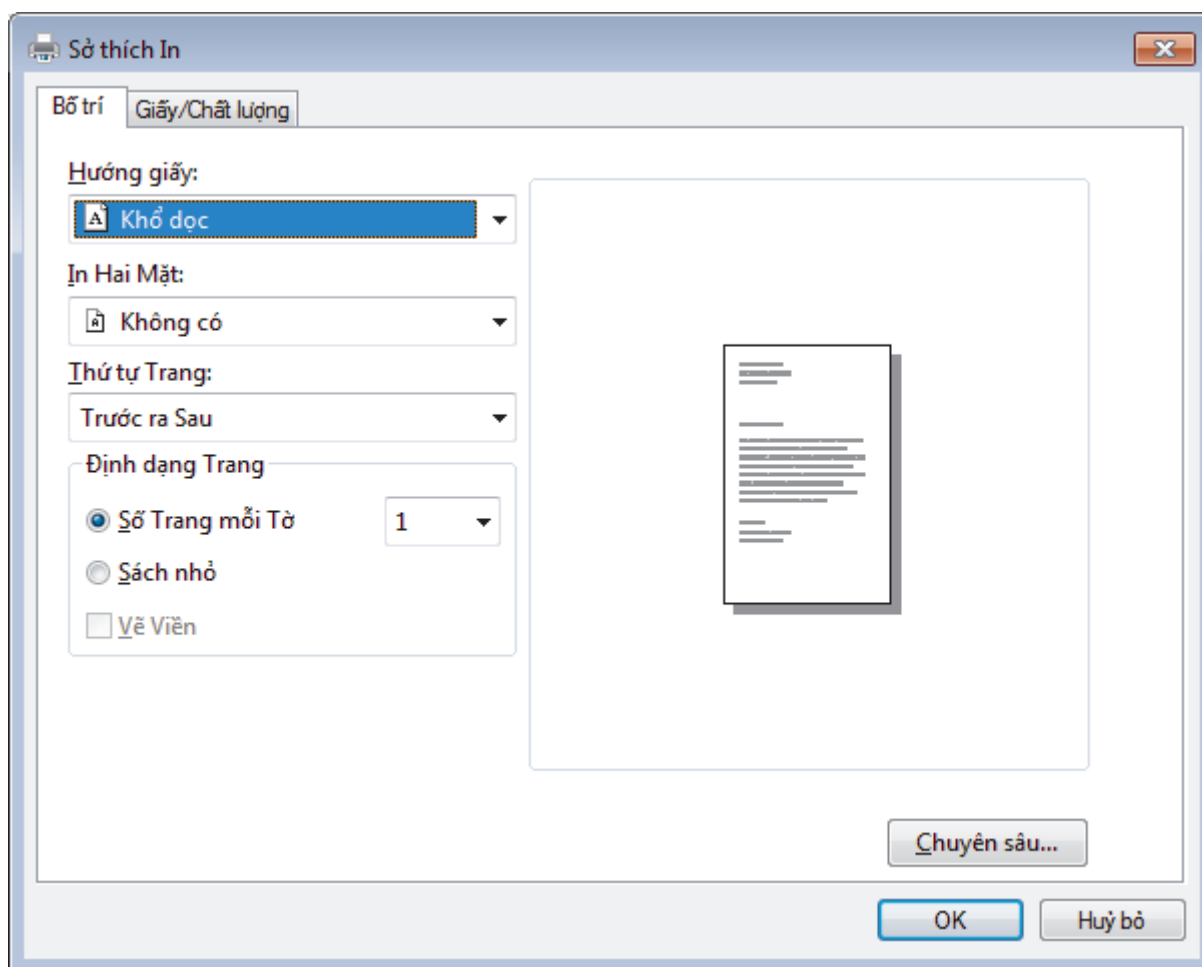 Sở thích In
Bố trí
Giấy/Chất lượng
Hướng giấy:
A Khổ dọc
In Hai Mặt:
A Không có
Thứ tự Trang:
Trước ra Sau
Định dạng Trang
Số Trang mỗi Tờ 1
Sách nhỏ
Vẽ Viền
Chuyên sâu...
OK
Huỷ bỏ